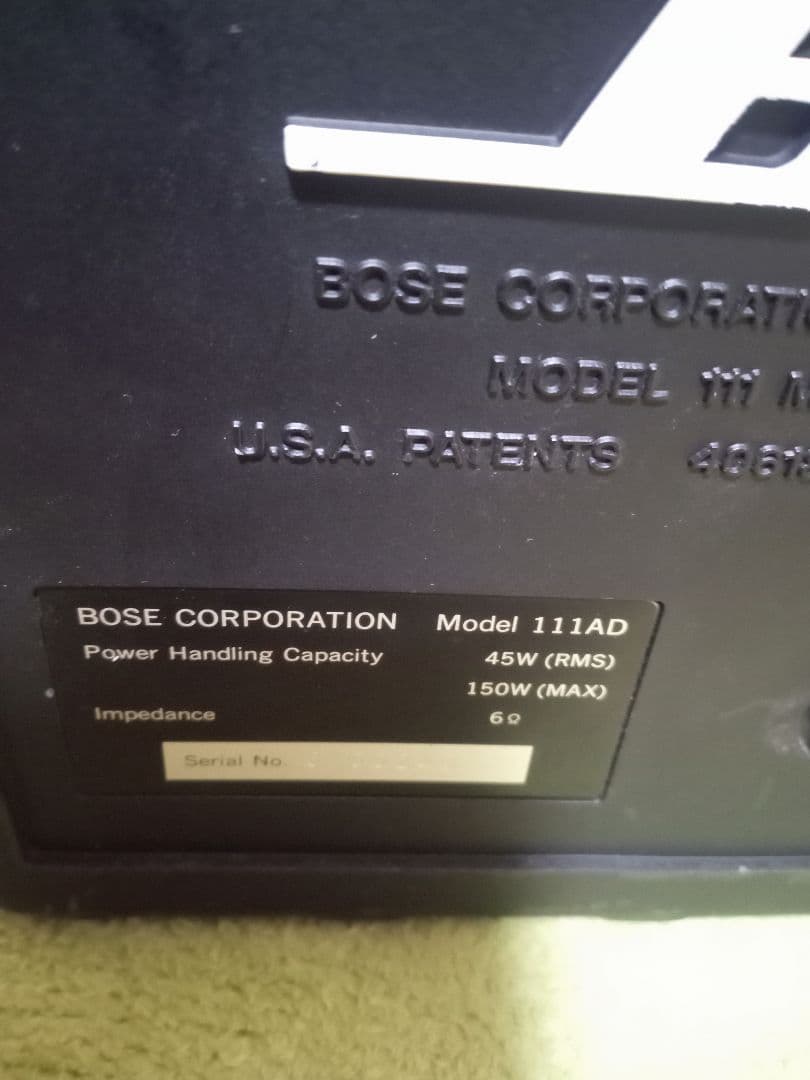 BOSE CORPORATIO
MODEL 111 M
U.S.A. PATENTS
BOSE CORPORATION Model 111AD
Power Handling Capacity 45W (RMS)
150W (MAX)
Impedance 6Ω
Serial No.